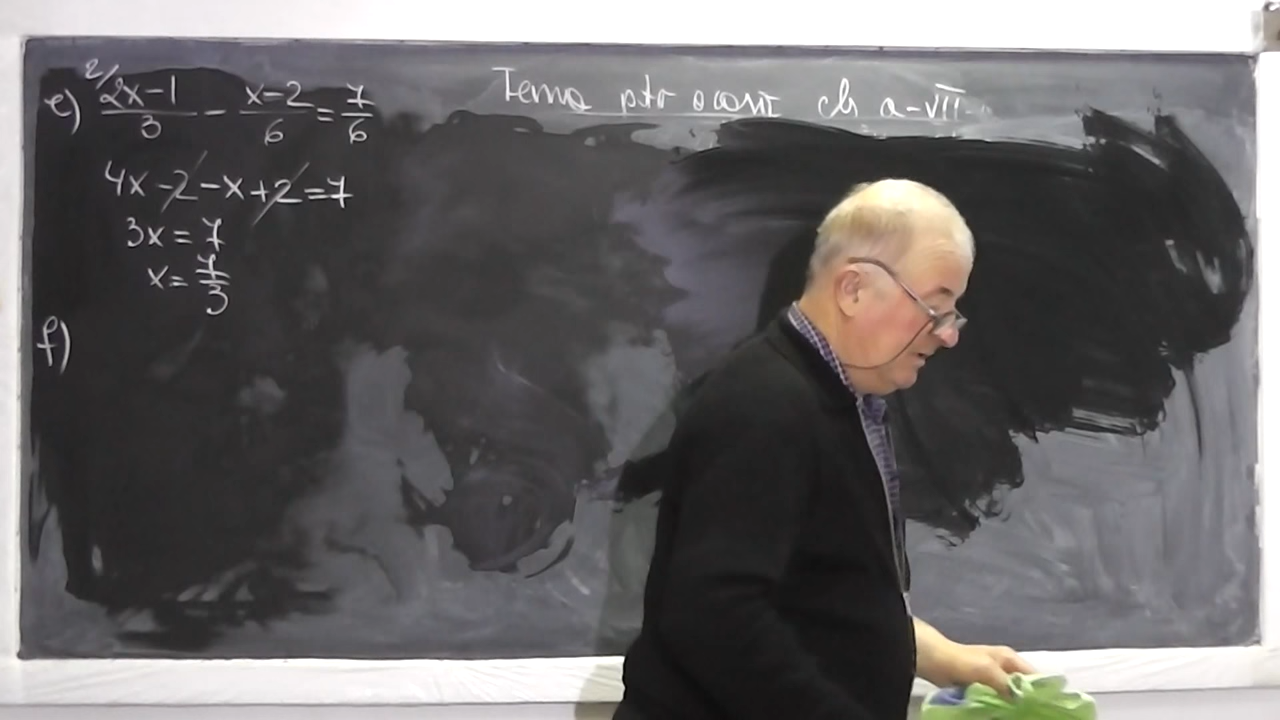 Tema ptr acasă cls a-VII-
e) 2/ 2x-1/3 - x-2/6 = 7/6
4x-2-x+2=7
3x=7
x=7/3
f)